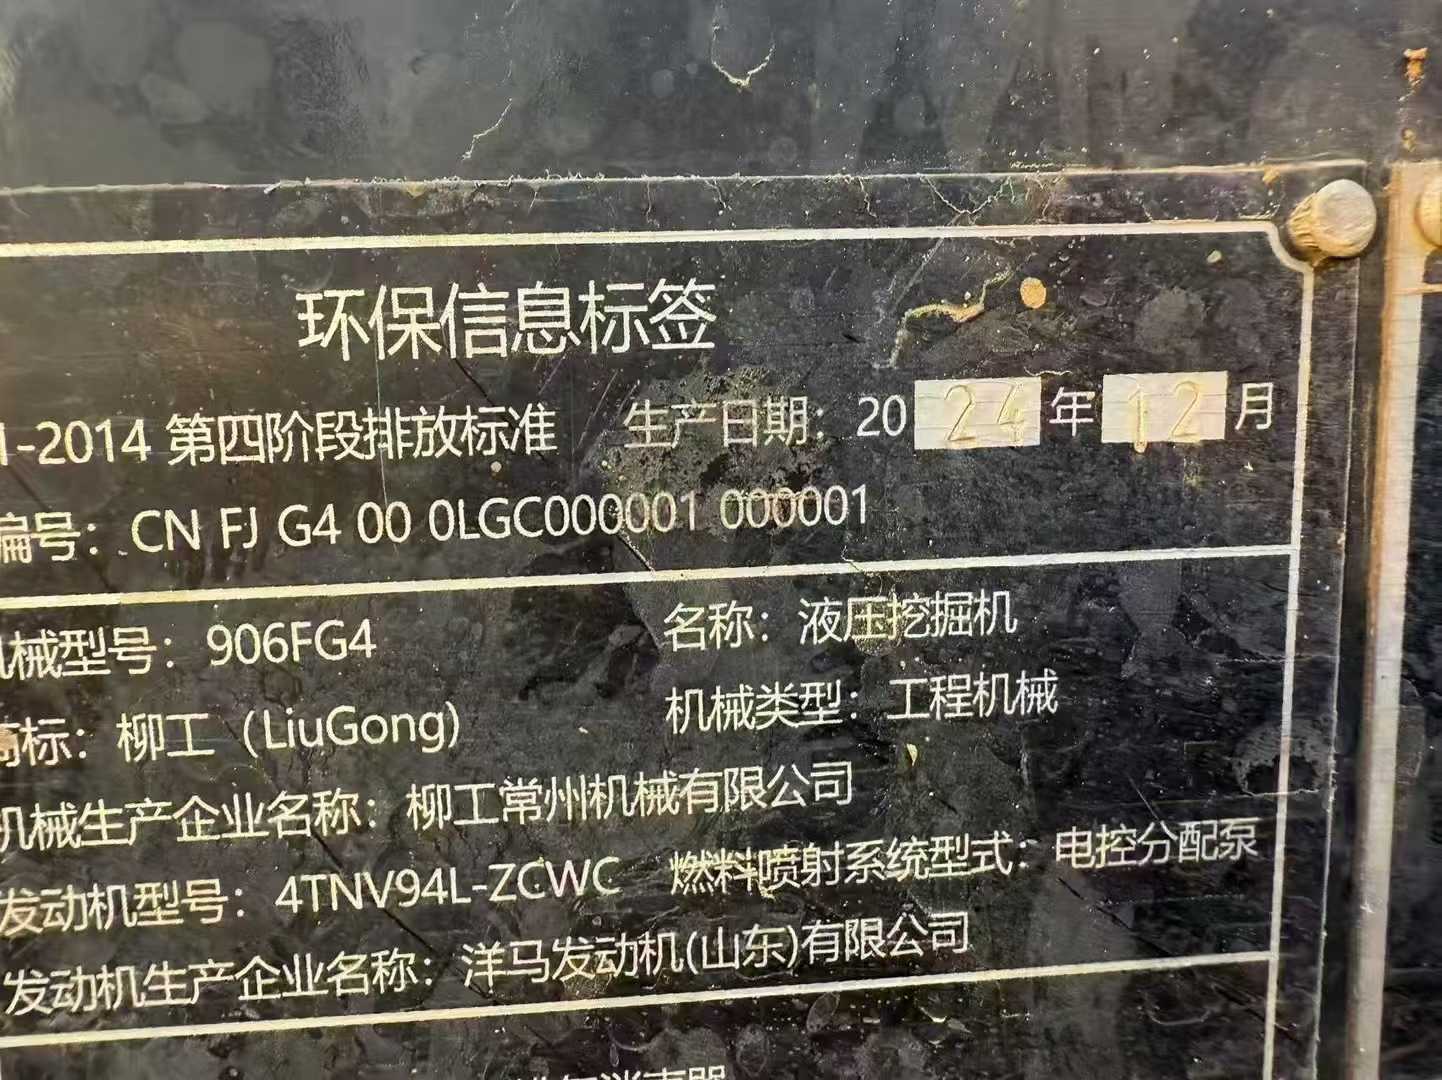 环保信息标签
1-2014 第四阶段排放标准 生产日期：2024年12月
编号：CN FJ G4 00 0LGC000001 000001
机械型号：906FG4 名称：液压挖掘机
商标：柳工（LiuGong) 机械类型：工程机械
机械生产企业名称：柳工常州机械有限公司
发动机型号：4TNV94L-ZCWC 燃料喷射系统型式：电控分配泵
发动机生产企业名称：洋马发动机(山东)有限公司